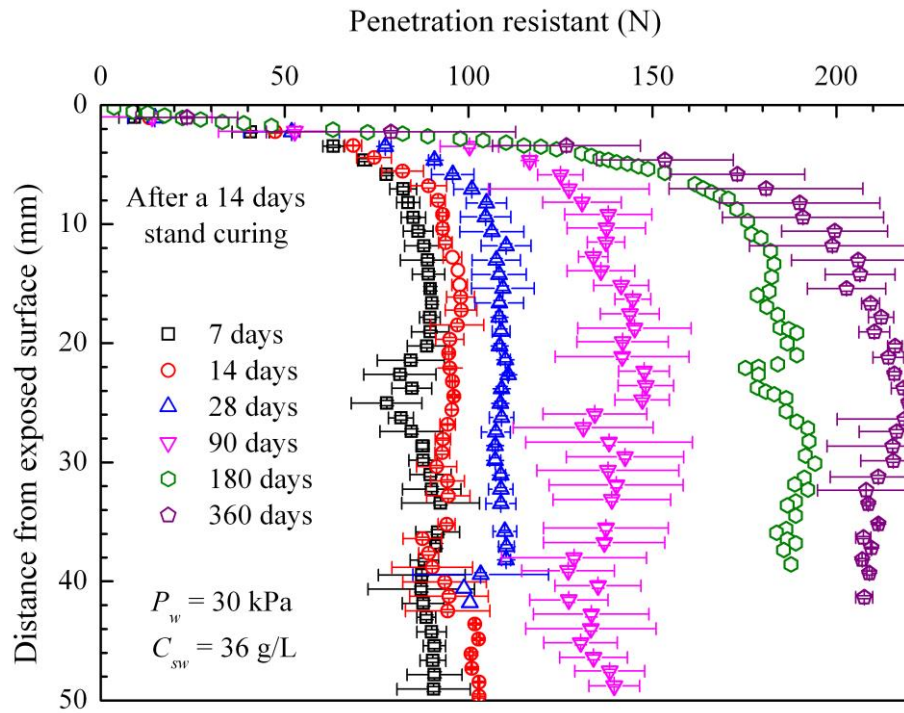 Penetration resistant (N)
0 50 100 150 200
0
10
20
30
40
50
Distance from exposed surface (mm)
After a 14 days
stand curing
7 days
14 days
28 days
90 days
180 days
360 days
P_w = 30 kPa
C_sw = 36 g/L